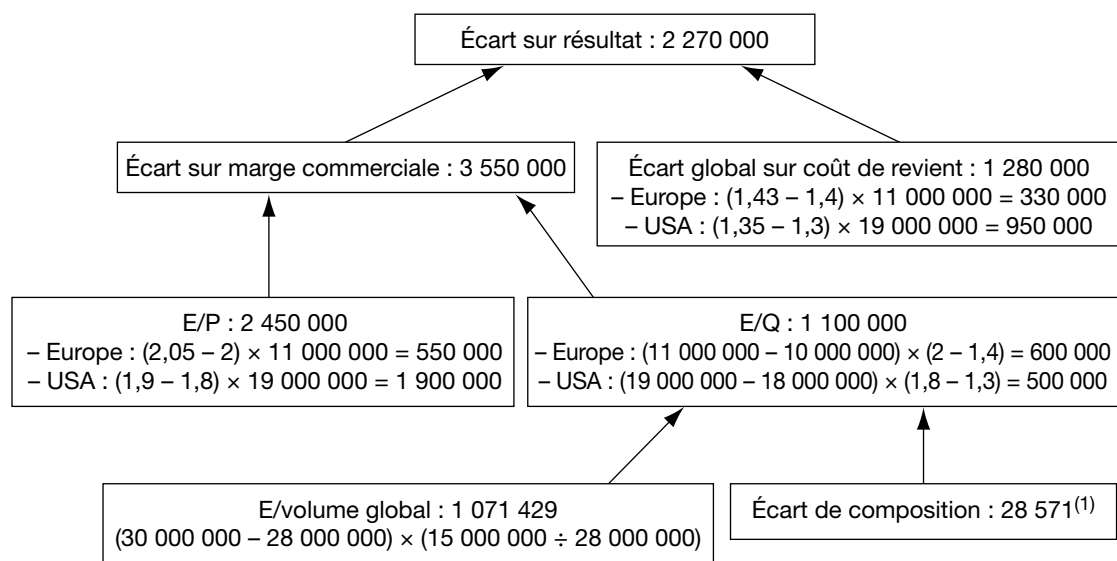 Écart sur résultat : 2 270 000
Écart sur marge commerciale : 3 550 000
Écart global sur coût de revient : 1 280 000
– Europe : (1,43 – 1,4) × 11 000 000 = 330 000
– USA : (1,35 – 1,3) × 19 000 000 = 950 000
E/P : 2 450 000
– Europe : (2,05 – 2) × 11 000 000 = 550 000
– USA : (1,9 – 1,8) × 19 000 000 = 1 900 000
E/Q : 1 100 000
– Europe : (11 000 000 – 10 000 000) × (2 – 1,4) = 600 000
– USA : (19 000 000 – 18 000 000) × (1,8 – 1,3) = 500 000
E/volume global : 1 071 429
(30 000 000 – 28 000 000) × (15 000 000 ÷ 28 000 000)
Écart de composition : 28 571(1)